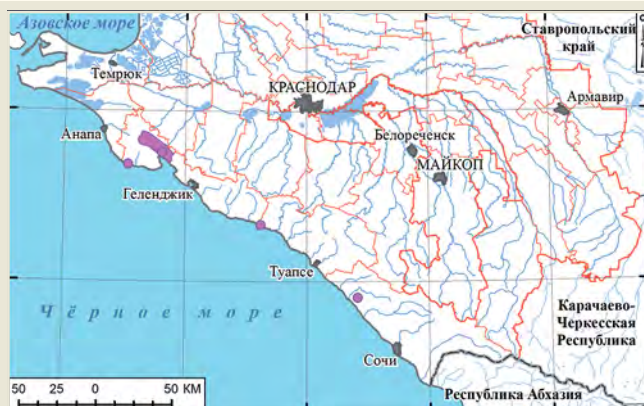 Азовское море
Ставропольский
край
Темрюк
КРАСНОДАР
Армавир
Анапа
Белореченск
МАЙКОП
Геленджик
Туапсе
Чёрное море
Карачаево-
Черкесская
Республика
Сочи
50 25 0 50 КМ
Республика Абхазия